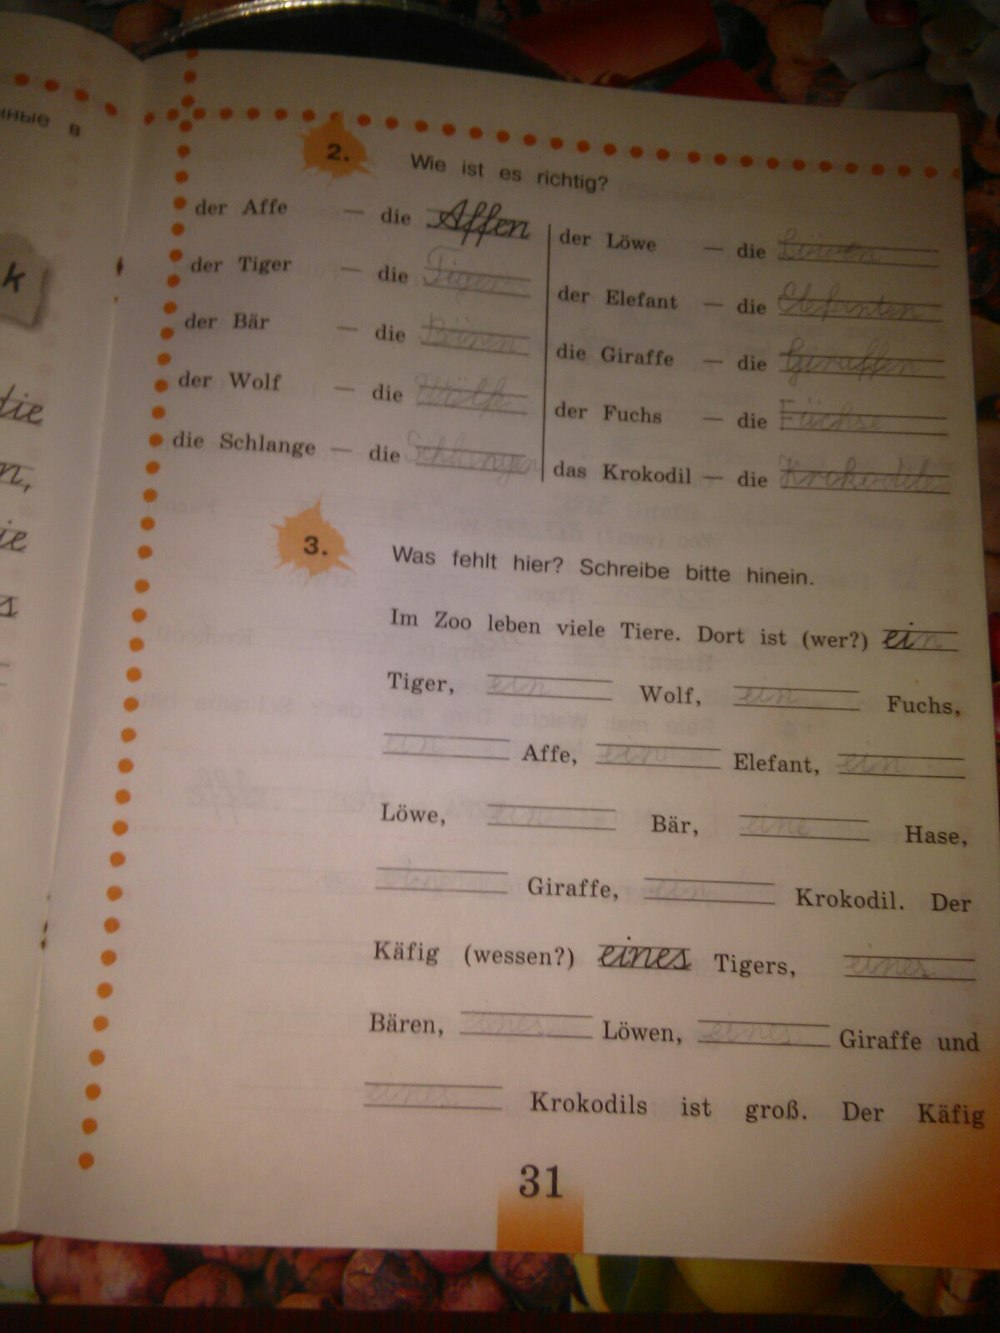 ные в
k
die
n,
ie
2. Wie ist es richtig?
der Affe — die Affen
der Tiger — die Tiger
der Bär — die Bären
der Wolf — die Wölf
die Schlange — die Schlangen
der Löwe — die Löwen
der Elefant — die Elefanten
die Giraffe — die Giraffen
der Fuchs — die Füchse
das Krokodil — die Krokodile
3. Was fehlt hier? Schreibe bitte hinein.
Im Zoo leben viele Tiere. Dort ist (wer?) ein
Tiger, ein Wolf, ein Fuchs,
ein Affe, ein Elefant, ein
Löwe, ein Bär, eine Hase,
Giraffe, ein Krokodil. Der
Käfig (wessen?) eines Tigers, eines
Bären, eines Löwen, eines Giraffe und
eines Krokodils ist groß. Der Käfig
31